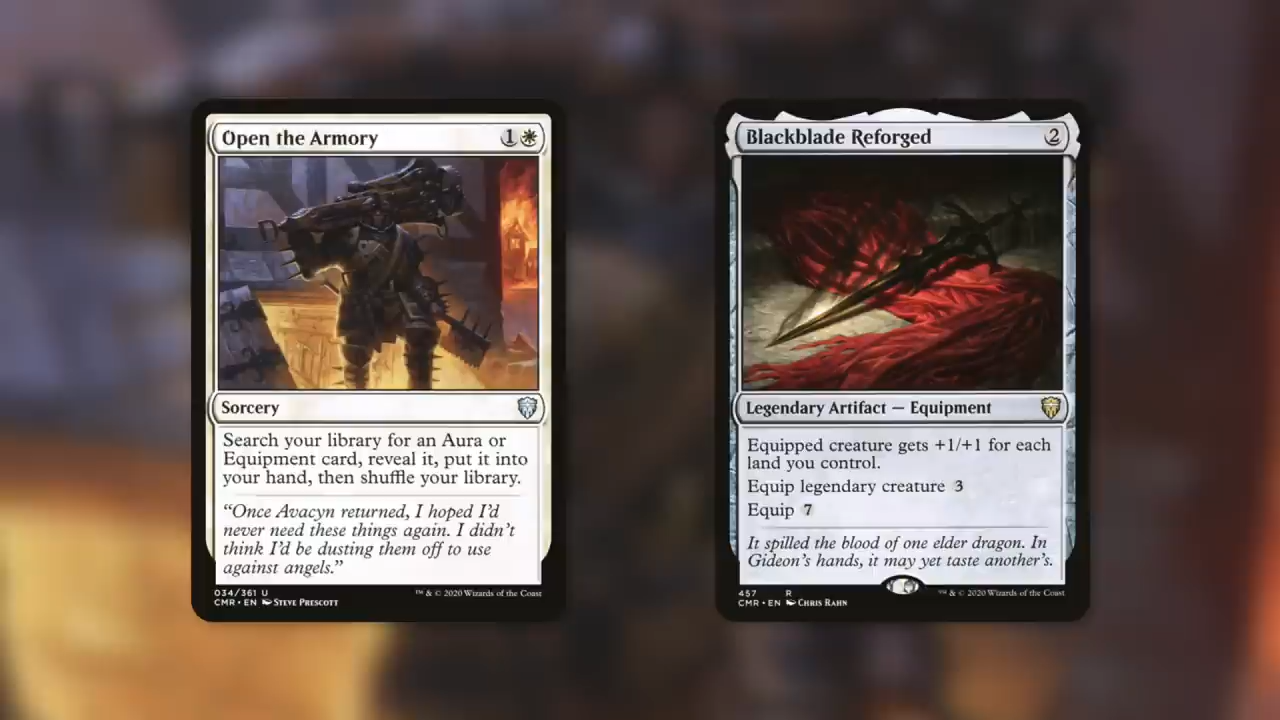 Open the Armory
1
Sorcery
Search your library for an Aura or
Equipment card, reveal it, put it into
your hand, then shuffle your library.
“Once Avacyn returned, I hoped I’d
never need these things again. I didn’t
think I’d be dusting them off to use
against angels.”
034/361 U
CMR • EN STEVE PRESCOTT
™ & © 2020 Wizards of the Coast
Blackblade Reforged
2
Legendary Artifact — Equipment
Equipped creature gets +1/+1 for each
land you control.
Equip legendary creature 3
Equip 7
It spilled the blood of one elder dragon. In
Gideon’s hands, it may yet taste another’s.
457 R
CMR • EN CHRIS RAHN
™ & © 2020 Wizards of the Coast